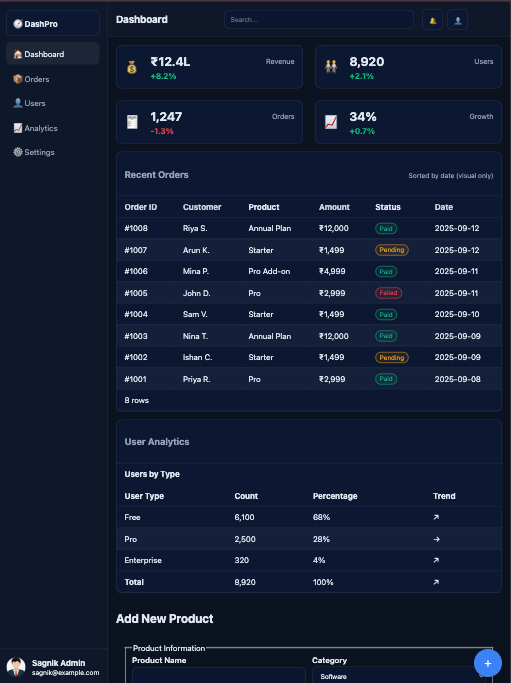 DashPro
Dashboard
Orders
Users
Analytics
Settings
Sagnik Admin
sagnik@example.com
Dashboard
Search...
₹12.4L
Revenue
+8.2%
8,920
Users
+2.1%
1,247
Orders
-1.3%
34%
Growth
+0.7%
Recent Orders
Sorted by date (visual only)
Order ID Customer Product Amount Status Date
#1008 Riya S. Annual Plan ₹12,000 Paid 2025-09-12
#1007 Arun K. Starter ₹1,499 Pending 2025-09-12
#1006 Mina P. Pro Add-on ₹4,999 Paid 2025-09-11
#1005 John D. Pro ₹2,999 Failed 2025-09-11
#1004 Sam V. Starter ₹1,499 Paid 2025-09-10
#1003 Nina T. Annual Plan ₹12,000 Paid 2025-09-09
#1002 Ishan C. Starter ₹1,499 Pending 2025-09-09
#1001 Priya R. Pro ₹2,999 Paid 2025-09-08
8 rows
User Analytics
Users by Type
User Type Count Percentage Trend
Free 6,100 68% ↗
Pro 2,500 28% →
Enterprise 320 4% ↗
Total 8,920 100% ↗
Add New Product
Product Information
Product Name Category
Software
+